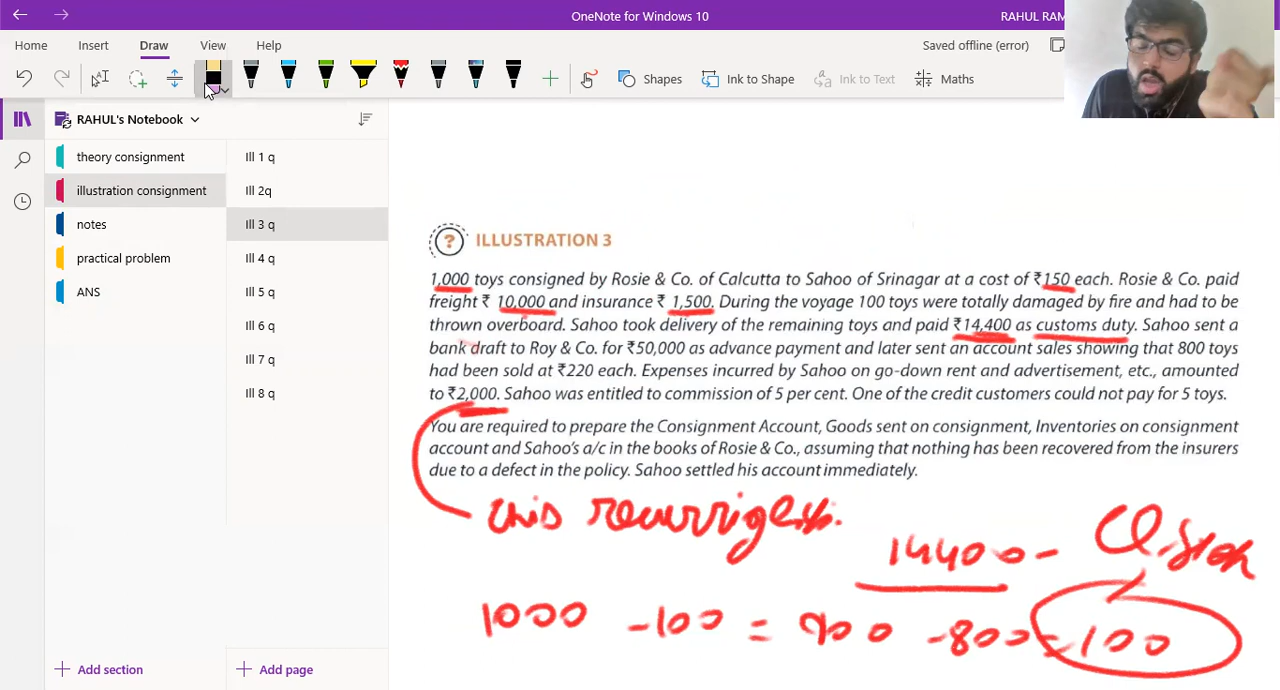 OneNote for Windows 10
RAHUL RAM
Home Insert Draw View Help
Saved offline (error)
Shapes Ink to Shape Ink to Text Maths
RAHUL's Notebook
theory consignment
illustration consignment
notes
practical problem
ANS
Ill 1 q
Ill 2q
Ill 3 q
Ill 4 q
Ill 5 q
Ill 6 q
Ill 7 q
Ill 8 q
? ILLUSTRATION 3
1,000 toys consigned by Rosie & Co. of Calcutta to Sahoo of Srinagar at a cost of ₹150 each. Rosie & Co. paid
freight ₹ 10,000 and insurance ₹ 1,500. During the voyage 100 toys were totally damaged by fire and had to be
thrown overboard. Sahoo took delivery of the remaining toys and paid ₹14,400 as customs duty. Sahoo sent a
bank draft to Roy & Co. for ₹50,000 as advance payment and later sent an account sales showing that 800 toys
had been sold at ₹220 each. Expenses incurred by Sahoo on go-down rent and advertisement, etc., amounted
to ₹2,000. Sahoo was entitled to commission of 5 per cent. One of the credit customers could not pay for 5 toys.
You are required to prepare the Consignment Account, Goods sent on consignment, Inventories on consignment
account and Sahoo's a/c in the books of Rosie & Co., assuming that nothing has been recovered from the insurers
due to a defect in the policy. Sahoo settled his account immediately.
this
14400 -
1000 - 100 = 900 - 800 = 100
Add section
Add page